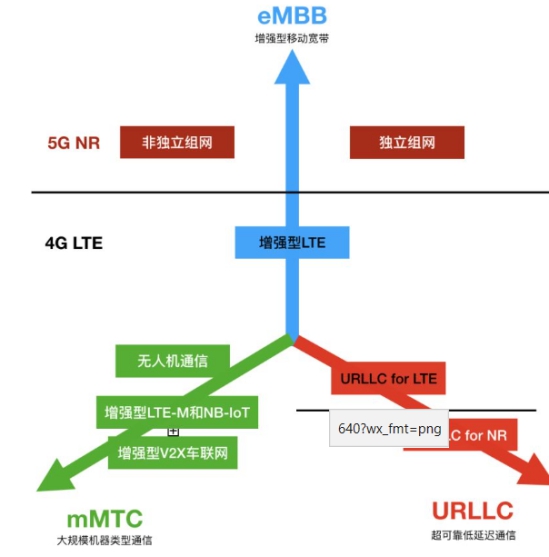 eMBB
增强型移动宽带
5G NR
非独立组网
独立组网
4G LTE
增强型LTE
无人机通信
URLLC for LTE
增强型LTE-M和NB-IoT
640?wx_fmt=png
LC for NR
增强型V2X车联网
mMTC
大规模机器类型通信
URLLC
超可靠低延迟通信